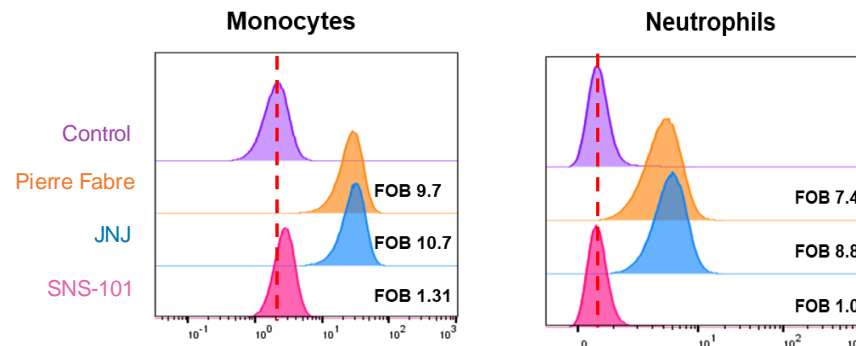 Monocytes
Neutrophils
Control
Pierre Fabre
JNJ
SNS-101
FOB 9.7
FOB 10.7
FOB 1.31
FOB 7.4
FOB 8.8
FOB 1.0
10-1 100 101 102 103
0 101 102